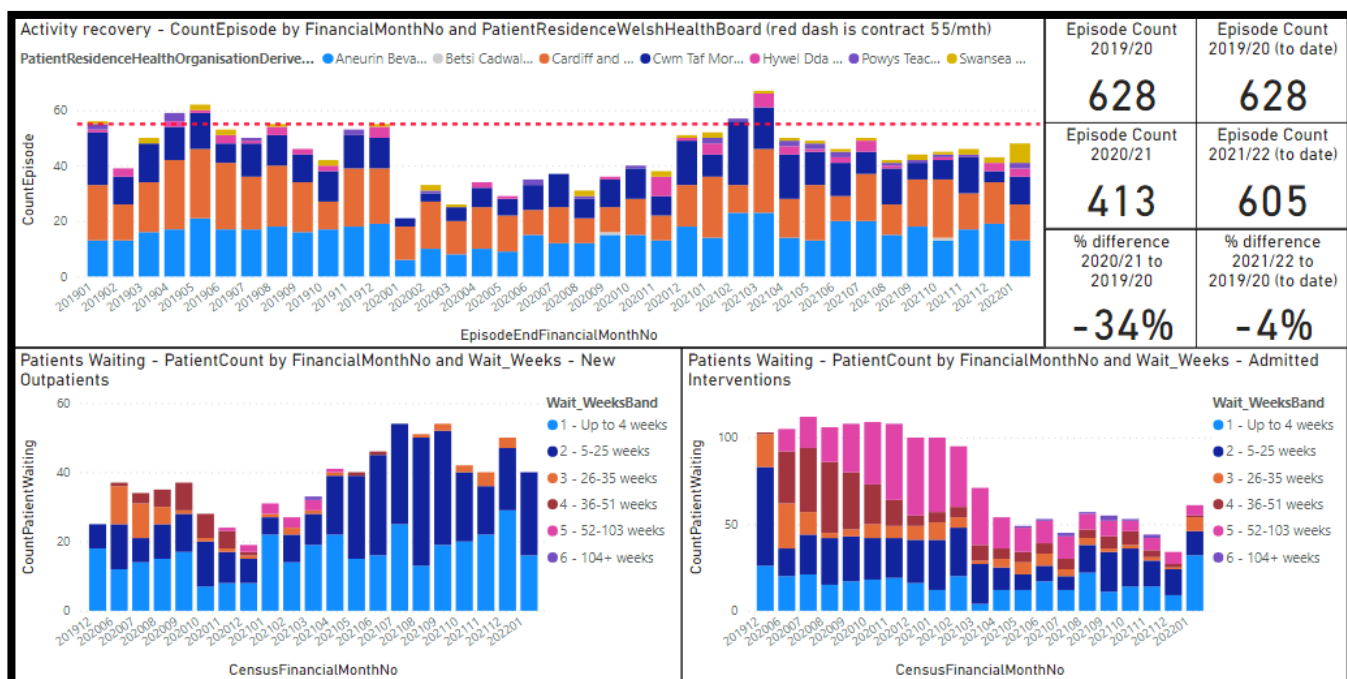 Activity recovery - CountEpisode by FinancialMonthNo and PatientResidenceWelshHealthBoard (red dash is contract 55/mth)
PatientResidenceHealthOrganisationDerive... Aneurin Beva... Betsi Cadwal... Cardiff and ... Cwm Taf Mor... Hywel Dda ... Powys Teac... Swansea ...
CountEpisode
60
40
20
0
201901 201902 201903 201904 201905 201906 201907 201908 201909 201910 201911 201912 202001 202002 202003 202004 202005 202006 202007 202008 202009 202010 202011 202012 202101 202102 202103 202104 202105 202106 202107 202108 202109 202110 202111 202112 202201
EpisodeEndFinancialMonthNo
Episode Count
2019/20
628
Episode Count
2019/20 (to date)
628
Episode Count
2020/21
413
Episode Count
2021/22 (to date)
605
% difference
2020/21 to
2019/20
-34%
% difference
2021/22 to
2019/20 (to date)
-4%
Patients Waiting - PatientCount by FinancialMonthNo and Wait_Weeks - New
Outpatients
CountPatientWaiting
60
40
20
0
201912 202006 202007 202008 202009 202010 202011 202012 202101 202102 202103 202104 202105 202106 202107 202108 202109 202110 202111 202112 202201
CensusFinancialMonthNo
Wait_WeeksBand
1 - Up to 4 weeks
2 - 5-25 weeks
3 - 26-35 weeks
4 - 36-51 weeks
5 - 52-103 weeks
6 - 104+ weeks
Patients Waiting - PatientCount by FinancialMonthNo and Wait_Weeks - Admitted
Interventions
CountPatientWaiting
100
50
0
201912 202006 202007 202008 202009 202010 202011 202012 202101 202102 202103 202104 202105 202106 202107 202108 202109 202110 202111 202112 202201
CensusFinancialMonthNo
Wait_WeeksBand
1 - Up to 4 weeks
2 - 5-25 weeks
3 - 26-35 weeks
4 - 36-51 weeks
5 - 52-103 weeks
6 - 104+ weeks